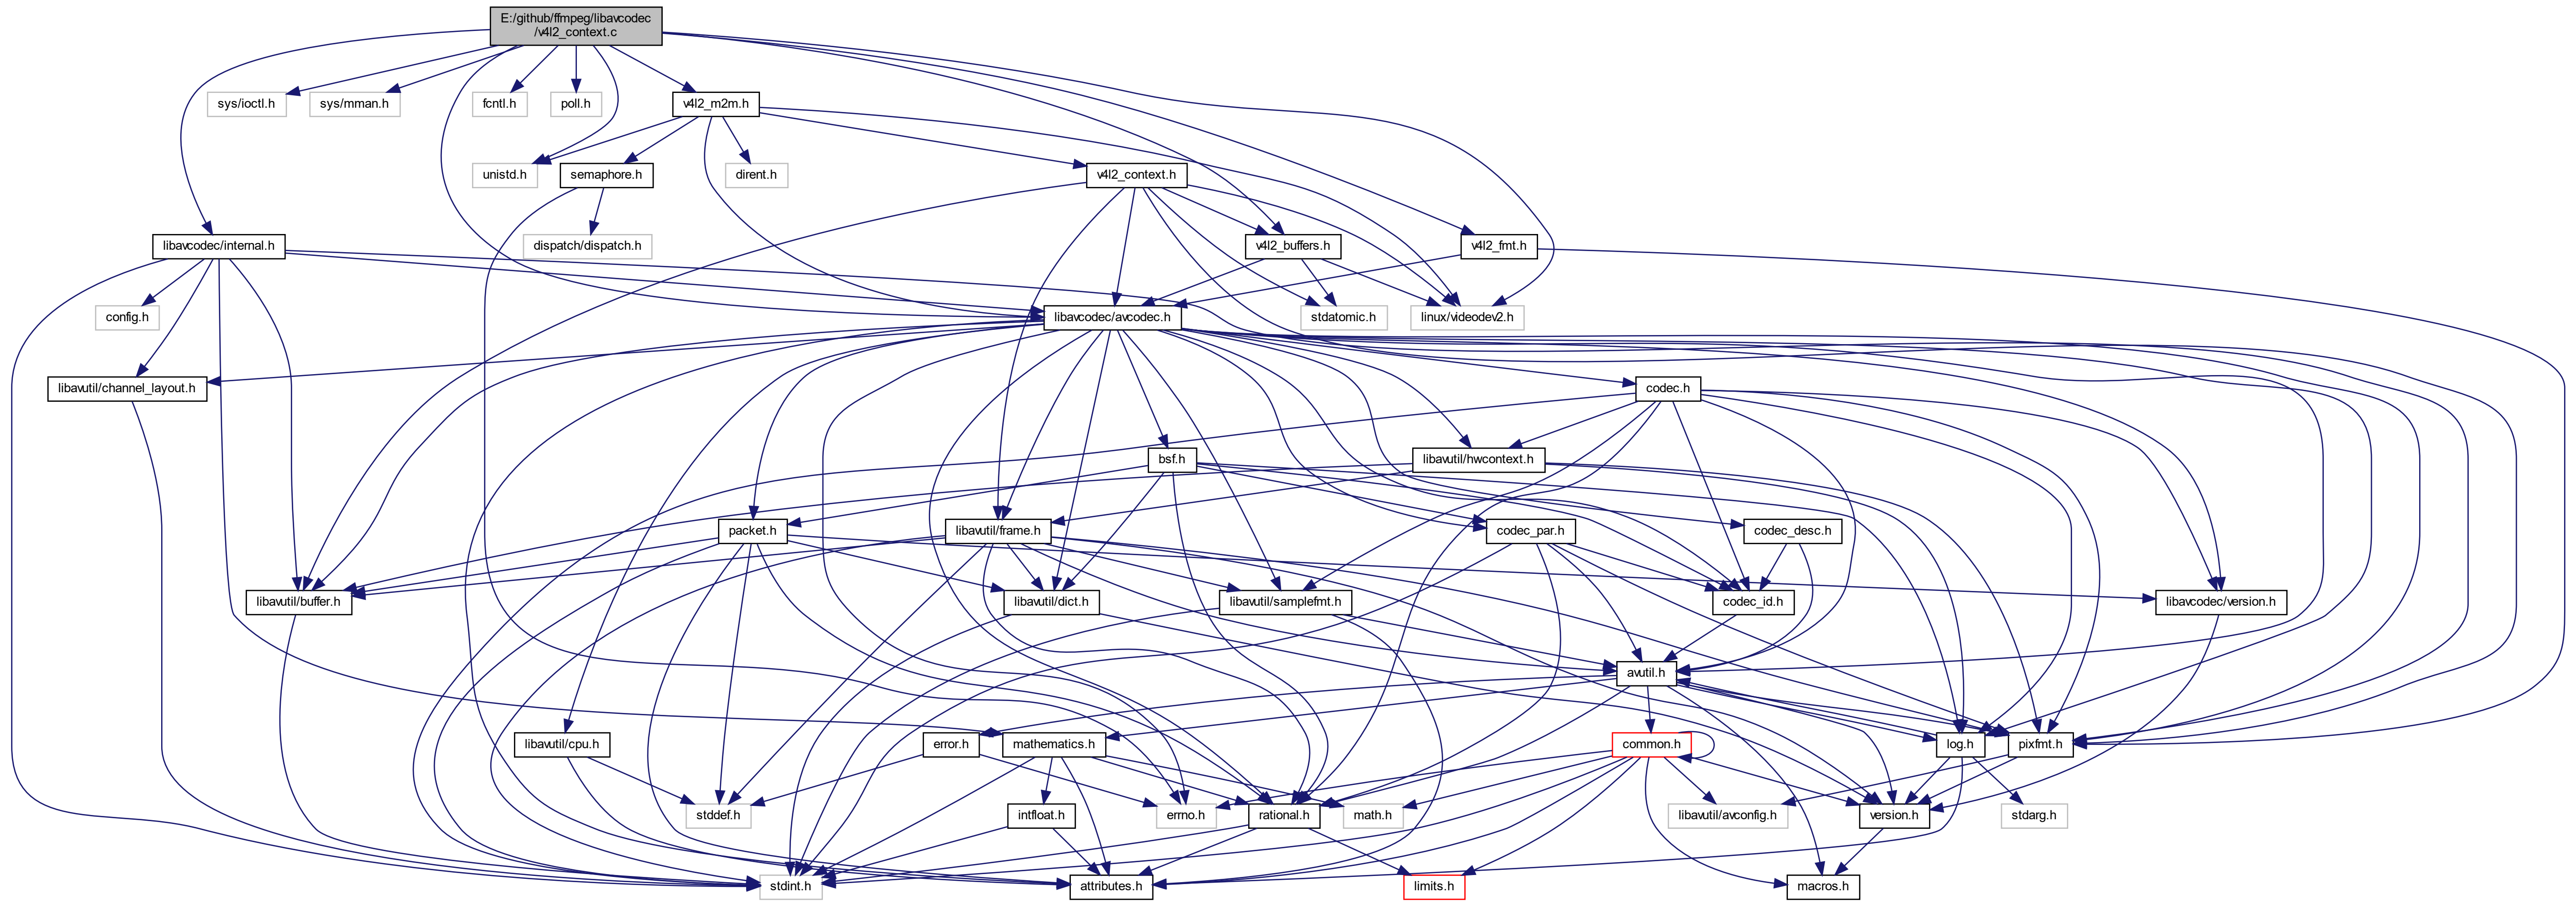 E:/github/ffmpeg/libavcodec
/v4l2_context.c
sys/ioctl.h
sys/mman.h
fcntl.h
poll.h
v4l2_m2m.h
unistd.h
semaphore.h
dirent.h
v4l2_context.h
libavcodec/internal.h
dispatch/dispatch.h
v4l2_buffers.h
v4l2_fmt.h
config.h
libavcodec/avcodec.h
stdatomic.h
linux/videodev2.h
libavutil/channel_layout.h
codec.h
bsf.h
libavutil/hwcontext.h
packet.h
libavutil/frame.h
codec_par.h
codec_desc.h
libavutil/buffer.h
libavutil/dict.h
libavutil/samplefmt.h
codec_id.h
libavcodec/version.h
avutil.h
libavutil/cpu.h
error.h
mathematics.h
common.h
log.h
pixfmt.h
stddef.h
intfloat.h
errno.h
rational.h
math.h
libavutil/avconfig.h
version.h
stdarg.h
stdint.h
attributes.h
limits.h
macros.h